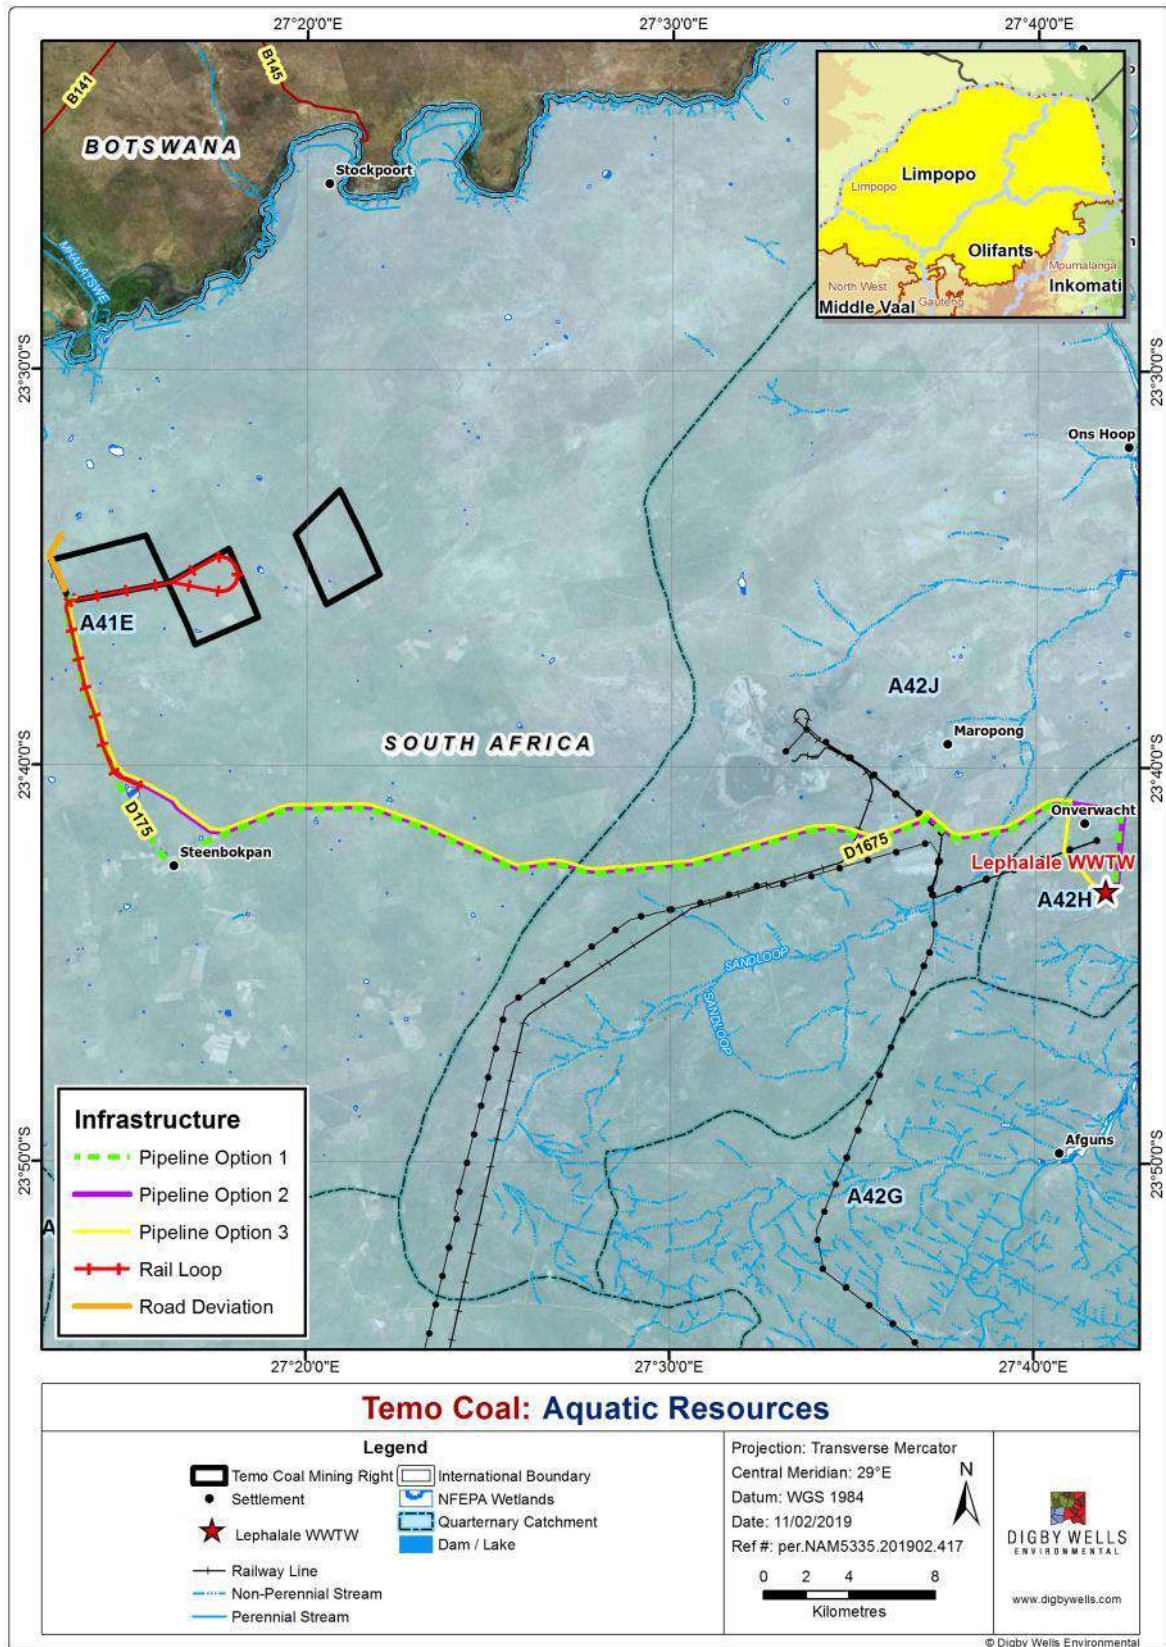 27°20'0"E
27°30'0"E
27°40'0"E
B141
B145
BOTSWANA
Stockpoort
MHALATSWE
Limpopo
Limpopo
Olifants
Mpumalanga
North West
Inkomati
Middle Vaal
Gauteng
23°30'0"S
23°30'0"S
Ons Hoop
A41E
A42J
SOUTH AFRICA
Maropong
23°40'0"S
23°40'0"S
D175
Steenbokpan
D1675
Onverwacht
Lephalale WWTW
A42H
SANDLOOP
SANDLOOP
Afguns
23°50'0"S
23°50'0"S
A42G
A
Infrastructure
Pipeline Option 1
Pipeline Option 2
Pipeline Option 3
Rail Loop
Road Deviation
27°20'0"E
27°30'0"E
27°40'0"E
Temo Coal: Aquatic Resources
Legend
Temo Coal Mining Right
Settlement
Lephalale WWTW
Railway Line
Non-Perennial Stream
Perennial Stream
International Boundary
NFEPA Wetlands
Quarternary Catchment
Dam / Lake
Projection: Transverse Mercator
Central Meridian: 29°E
Datum: WGS 1984
Date: 11/02/2019
Ref #: per.NAM5335.201902.417
N
0 2 4 8
Kilometres
DIGBY WELLS
ENVIRONMENTAL
www.digbywells.com
© Digby Wells Environmental